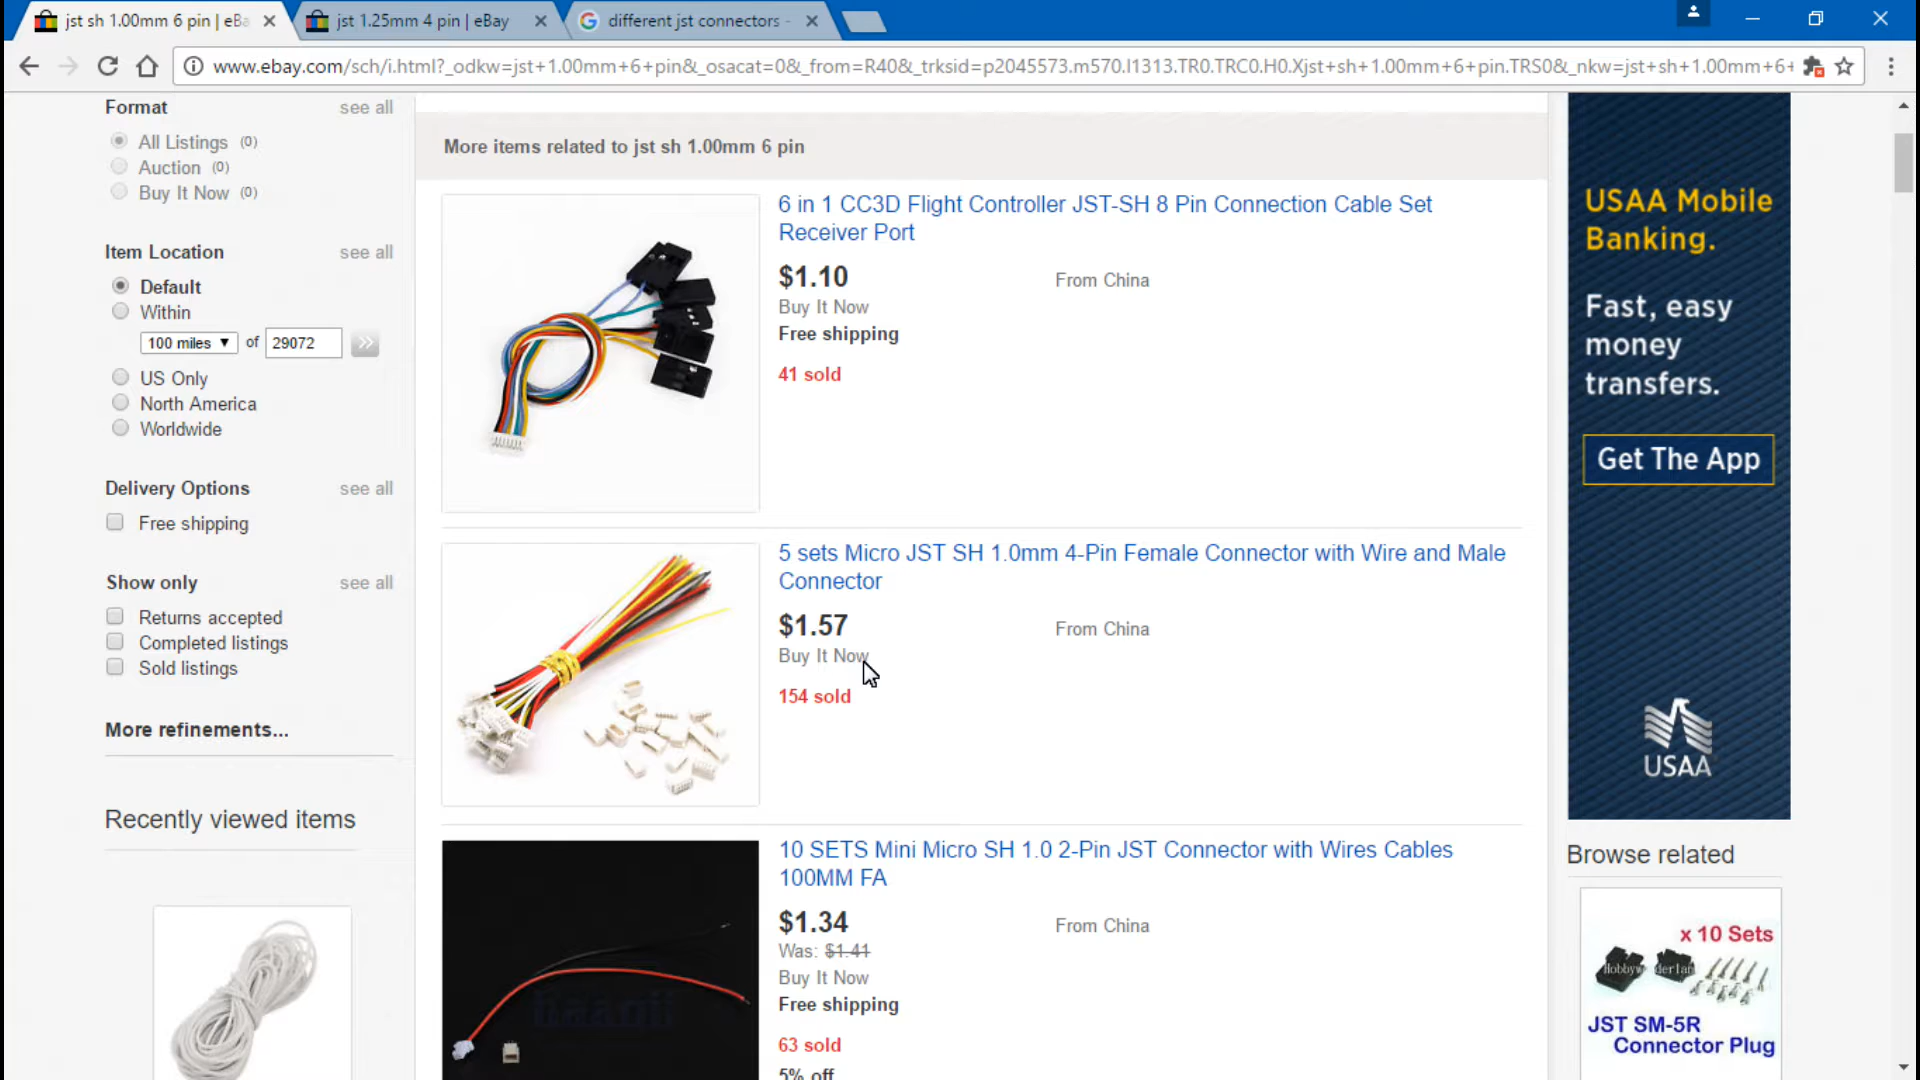 jst sh 1.00mm 6 pin | eBa
jst 1.25mm 4 pin | eBay
different jst connectors -
www.ebay.com/sch/i.html?_odkw=jst+1.00mm+6+pin&_osacat=0&_from=R40&_trksid=p2045573.m570.l1313.TR0.TRC0.H0.Xjst+sh+1.00mm+6+pin.TRS0&_nkw=jst+sh+1.00mm+6+
Format see all
All Listings (0)
Auction (0)
Buy It Now (0)
Item Location see all
Default
Within
100 miles of 29072
US Only
North America
Worldwide
Delivery Options see all
Free shipping
Show only see all
Returns accepted
Completed listings
Sold listings
More refinements...
Recently viewed items
More items related to jst sh 1.00mm 6 pin
6 in 1 CC3D Flight Controller JST-SH 8 Pin Connection Cable Set
Receiver Port
$1.10 From China
Buy It Now
Free shipping
41 sold
5 sets Micro JST SH 1.0mm 4-Pin Female Connector with Wire and Male
Connector
$1.57 From China
Buy It Now
154 sold
10 SETS Mini Micro SH 1.0 2-Pin JST Connector with Wires Cables
100MM FA
$1.34 From China
Was: $1.41
Buy It Now
Free shipping
63 sold
5% off
USAA Mobile
Banking.
Fast, easy
money
transfers.
Get The App
USAA
Browse related
x 10 Sets
JST SM-5R
Connector Plug